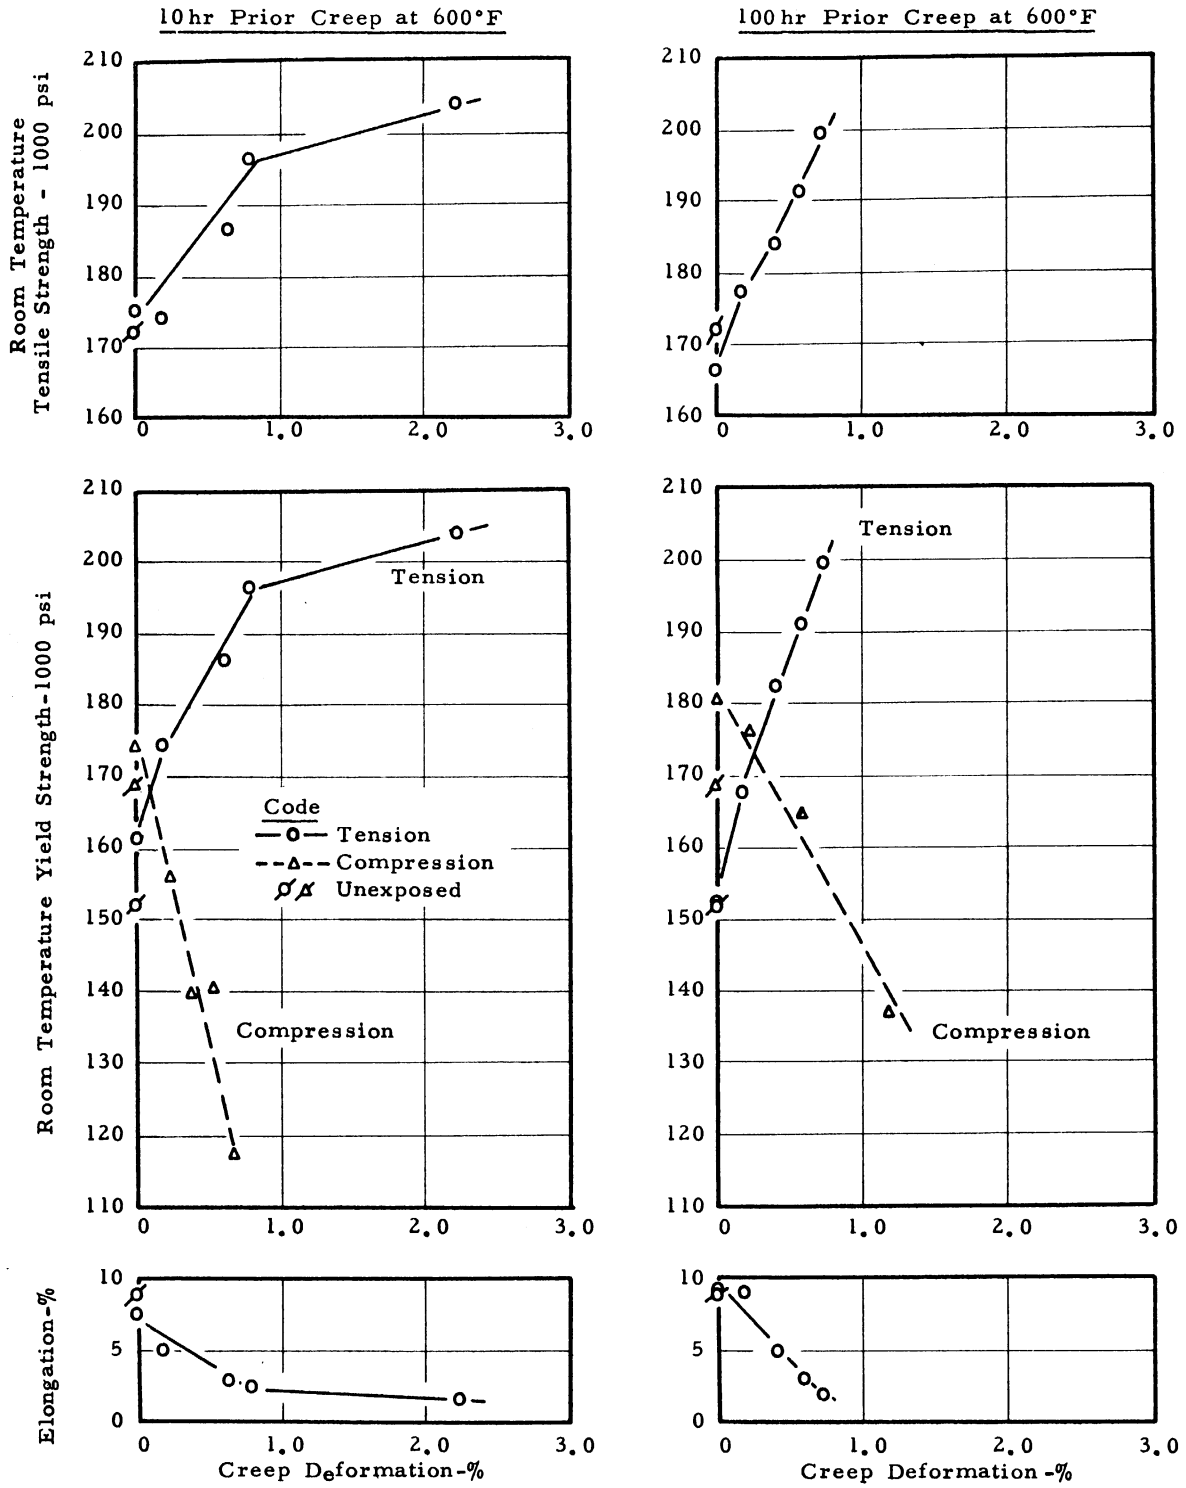 10hr Prior Creep at 600°F
100hr Prior Creep at 600°F
Room Temperature
Tensile Strength - 1000 psi
210
200
190
180
170
160
0 1.0 2.0 3.0
210
200
190
180
170
160
0 1.0 2.0 3.0
Room Temperature Yield Strength-1000 psi
210
200
190
180
170
160
150
140
130
120
110
Tension
Code
Tension
Compression
Unexposed
Compression
0 1.0 2.0 3.0
210
200
190
180
170
160
150
140
130
120
110
Tension
Compression
0 1.0 2.0 3.0
Elongation-%
10
5
0
0 1.0 2.0 3.0
Creep Deformation-%
10
5
0
0 1.0 2.0 3.0
Creep Deformation-%